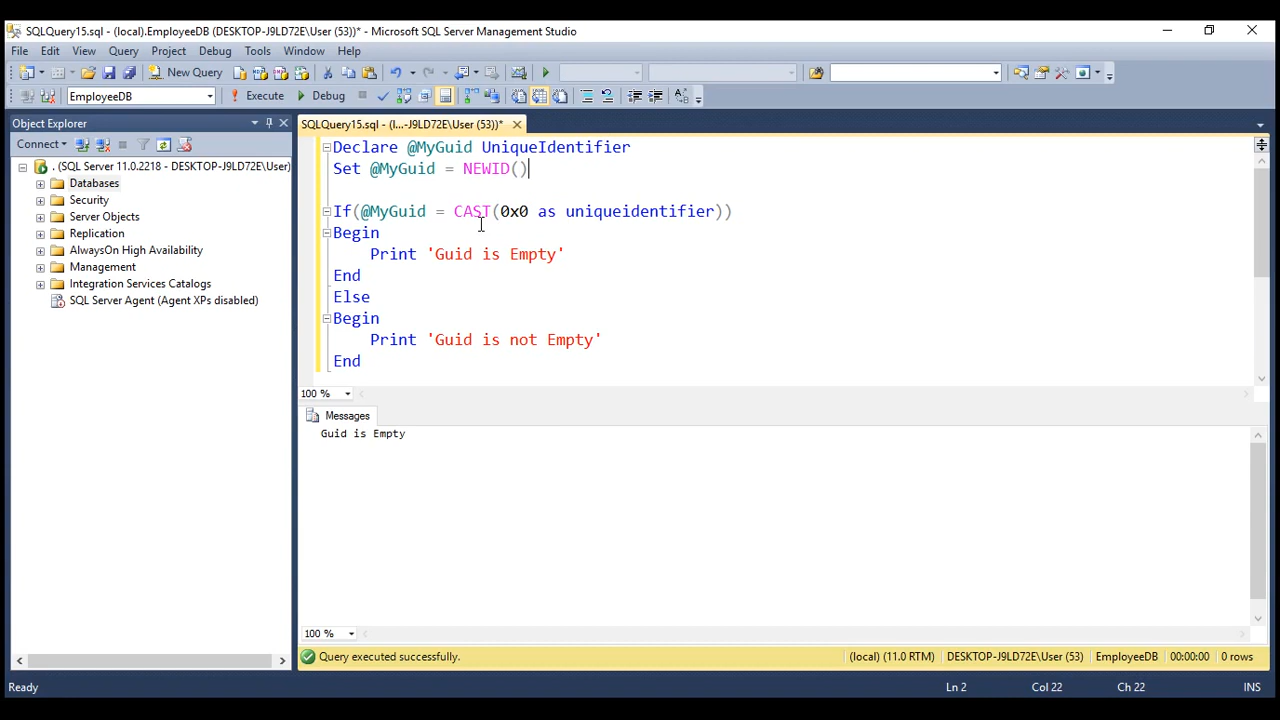 SQLQuery15.sql - (local).EmployeeDB (DESKTOP-J9LD72E\User (53))* - Microsoft SQL Server Management Studio
File Edit View Query Project Debug Tools Window Help
New Query
EmployeeDB Execute Debug
Object Explorer
Connect
. (SQL Server 11.0.2218 - DESKTOP-J9LD72E\User)
Databases
Security
Server Objects
Replication
AlwaysOn High Availability
Management
Integration Services Catalogs
SQL Server Agent (Agent XPs disabled)
SQLQuery15.sql - (l...-J9LD72E\User (53))*
Declare @MyGuid UniqueIdentifier
Set @MyGuid = NEWID()
If(@MyGuid = CAST(0x0 as uniqueidentifier))
Begin
Print 'Guid is Empty'
End
Else
Begin
Print 'Guid is not Empty'
End
100 %
Messages
Guid is Empty
100 %
Query executed successfully. (local) (11.0 RTM) DESKTOP-J9LD72E\User (53) EmployeeDB 00:00:00 0 rows
Ready Ln 2 Col 22 Ch 22 INS